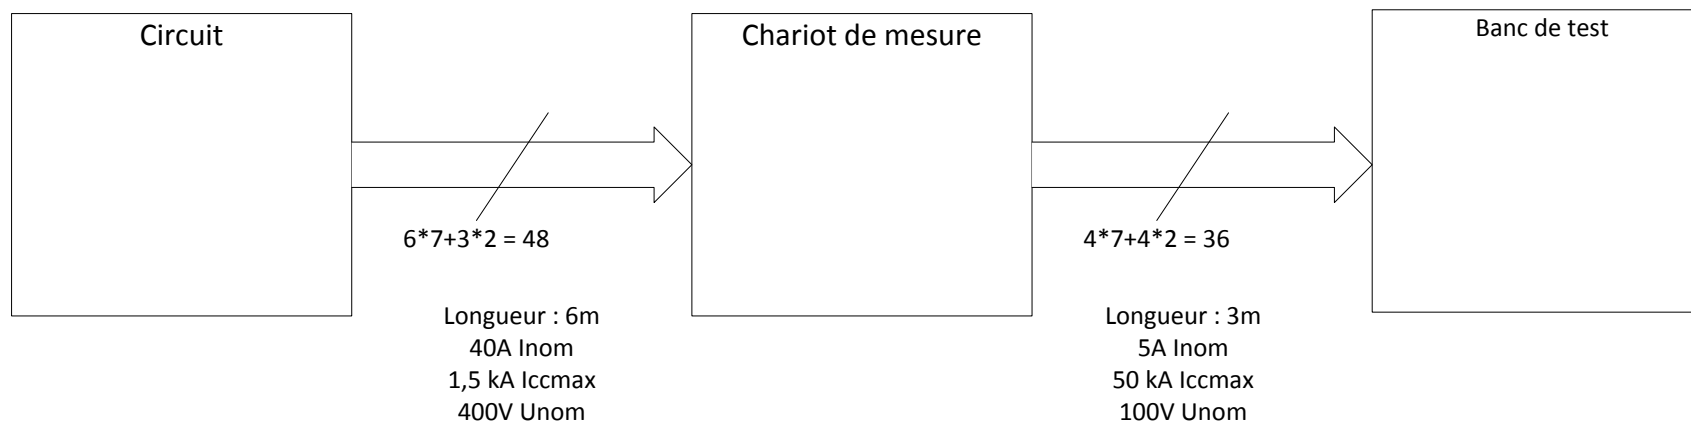 Circuit
Chariot de mesure
Banc de test
6*7+3*2 = 48
4*7+4*2 = 36
Longueur : 6m
40A Inom
1,5 kA Iccmax
400V Unom
Longueur : 3m
5A Inom
50 kA Iccmax
100V Unom